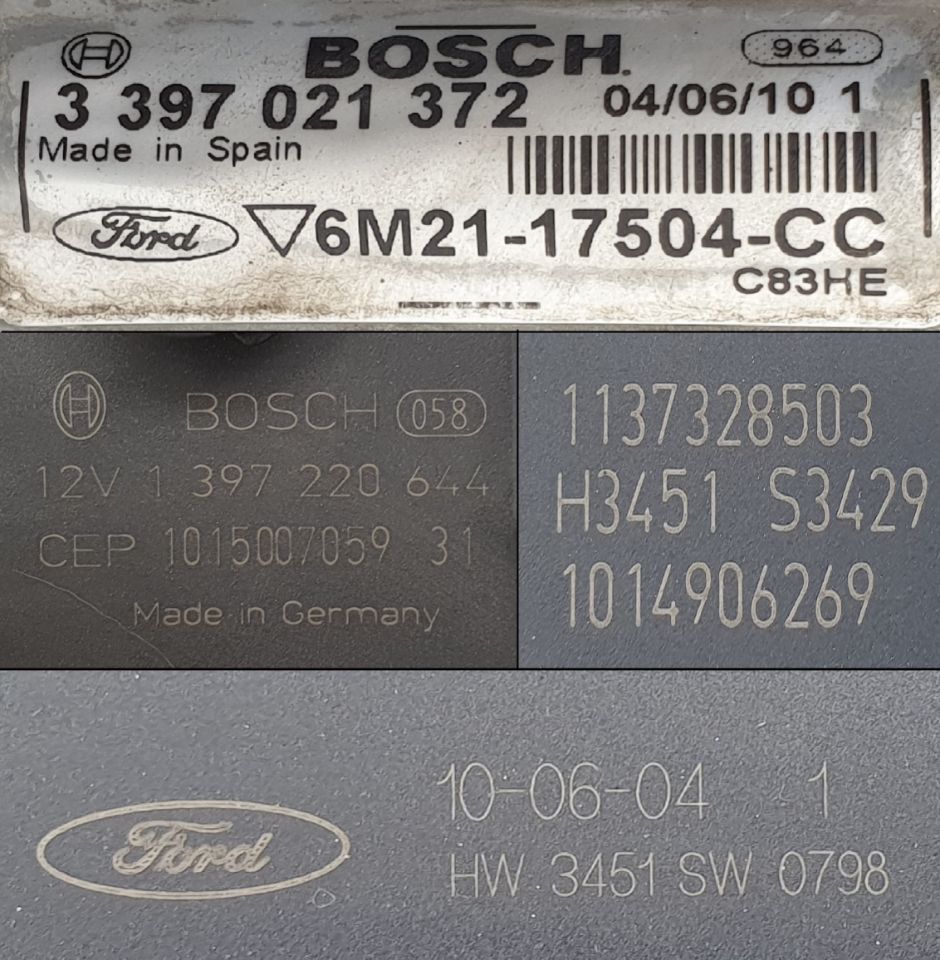 BOSCH 964
3 397 021 372 04/06/10 1
Made in Spain
Ford 6M21-17504-CC
C83HE
BOSCH 058
12V 1 397 220 644
CEP 1015007059 31
Made in Germany
1137328503
H3451 S3429
1014906269
10-06-04 1
Ford
HW 3451 SW 0798